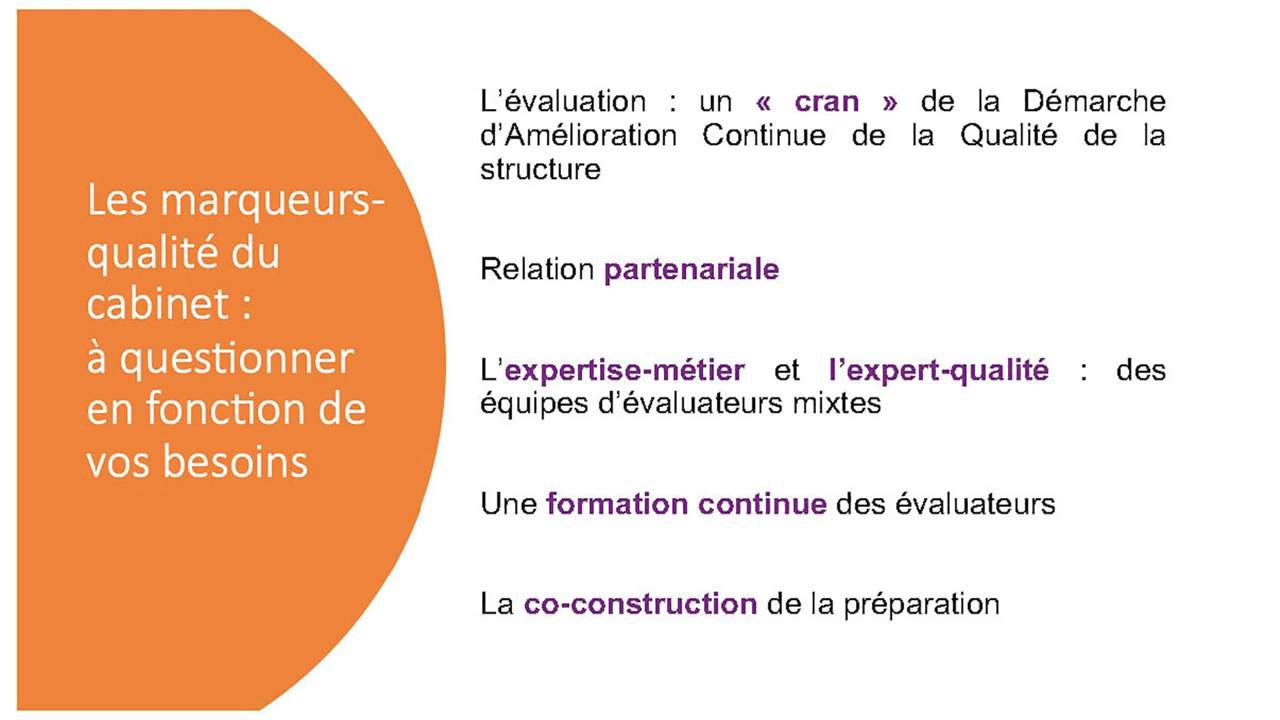 Les marqueurs-
qualité du
cabinet :
à questionner
en fonction de
vos besoins
L’évaluation : un « cran » de la Démarche
d’Amélioration Continue de la Qualité de la
structure
Relation partenariale
L’expertise-métier et l’expert-qualité : des
équipes d’évaluateurs mixtes
Une formation continue des évaluateurs
La co-construction de la préparation